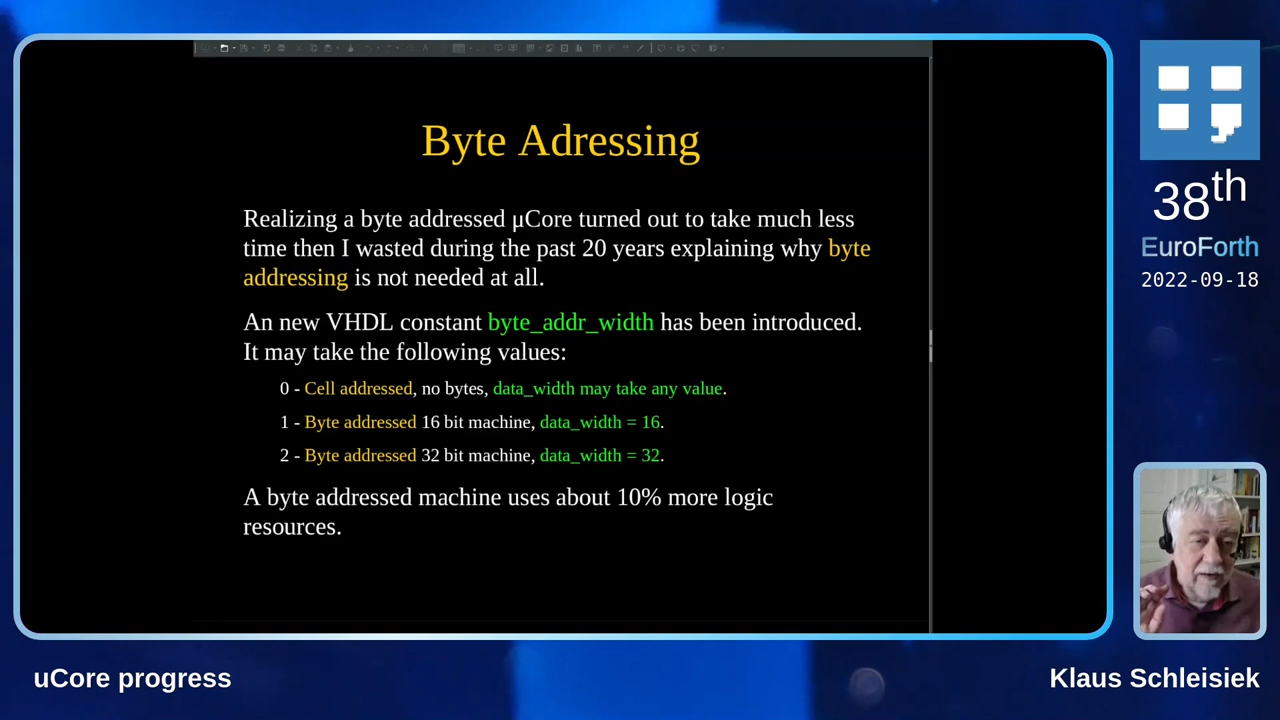 Byte Adressing
Realizing a byte addressed µCore turned out to take much less
time then I wasted during the past 20 years explaining why byte
addressing is not needed at all.
An new VHDL constant byte_addr_width has been introduced.
It may take the following values:
0 - Cell addressed, no bytes, data_width may take any value.
1 - Byte addressed 16 bit machine, data_width = 16.
2 - Byte addressed 32 bit machine, data_width = 32.
A byte addressed machine uses about 10% more logic
resources.
38th
EuroForth
2022-09-18
uCore progress
Klaus Schleisiek